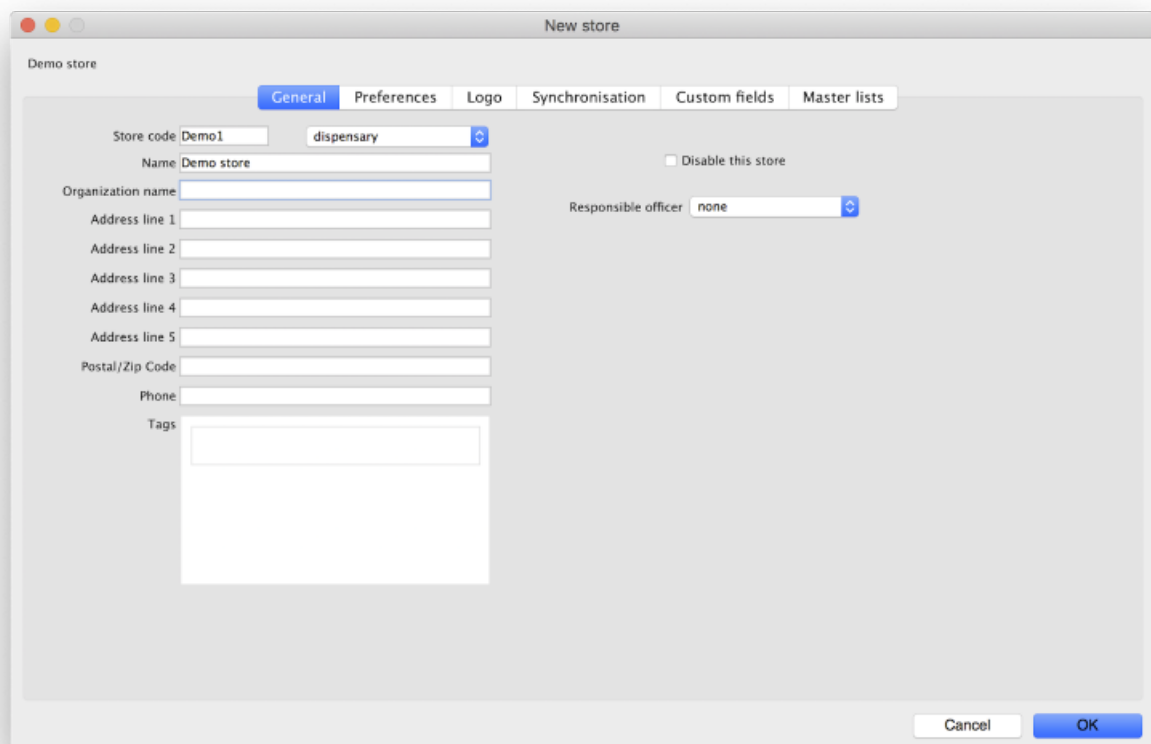 New store
Demo store
General Preferences Logo Synchronisation Custom fields Master lists
Store code Demo1 dispensary
Name Demo store
Disable this store
Organization name
Responsible officer none
Address line 1
Address line 2
Address line 3
Address line 4
Address line 5
Postal/Zip Code
Phone
Tags
Cancel OK